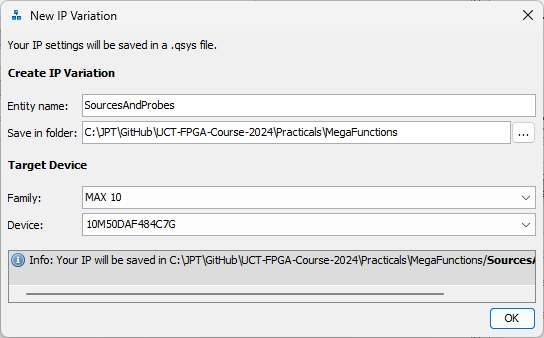 New IP Variation
Your IP settings will be saved in a .qsys file.
Create IP Variation
Entity name: SourcesAndProbes
Save in folder: C:\JPT\GitHub\UCT-FPGA-Course-2024\Practicals\MegaFunctions ...
Target Device
Family: MAX 10
Device: 10M50DAF484C7G
Info: Your IP will be saved in C:\JPT\GitHub\UCT-FPGA-Course-2024\Practicals\MegaFunctions/SourcesA
OK